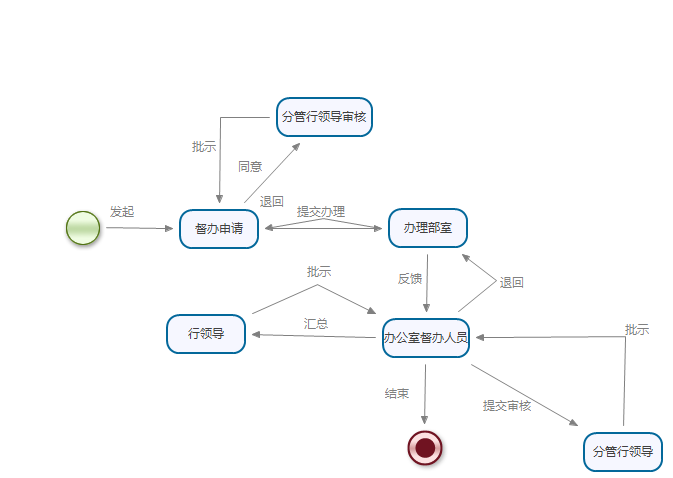 分管行领导审核
批示
同意
退回
发起
提交办理
督办申请
办理部室
批示
反馈
退回
汇总
行领导
办公室督办人员
批示
结束
提交审核
分管行领导